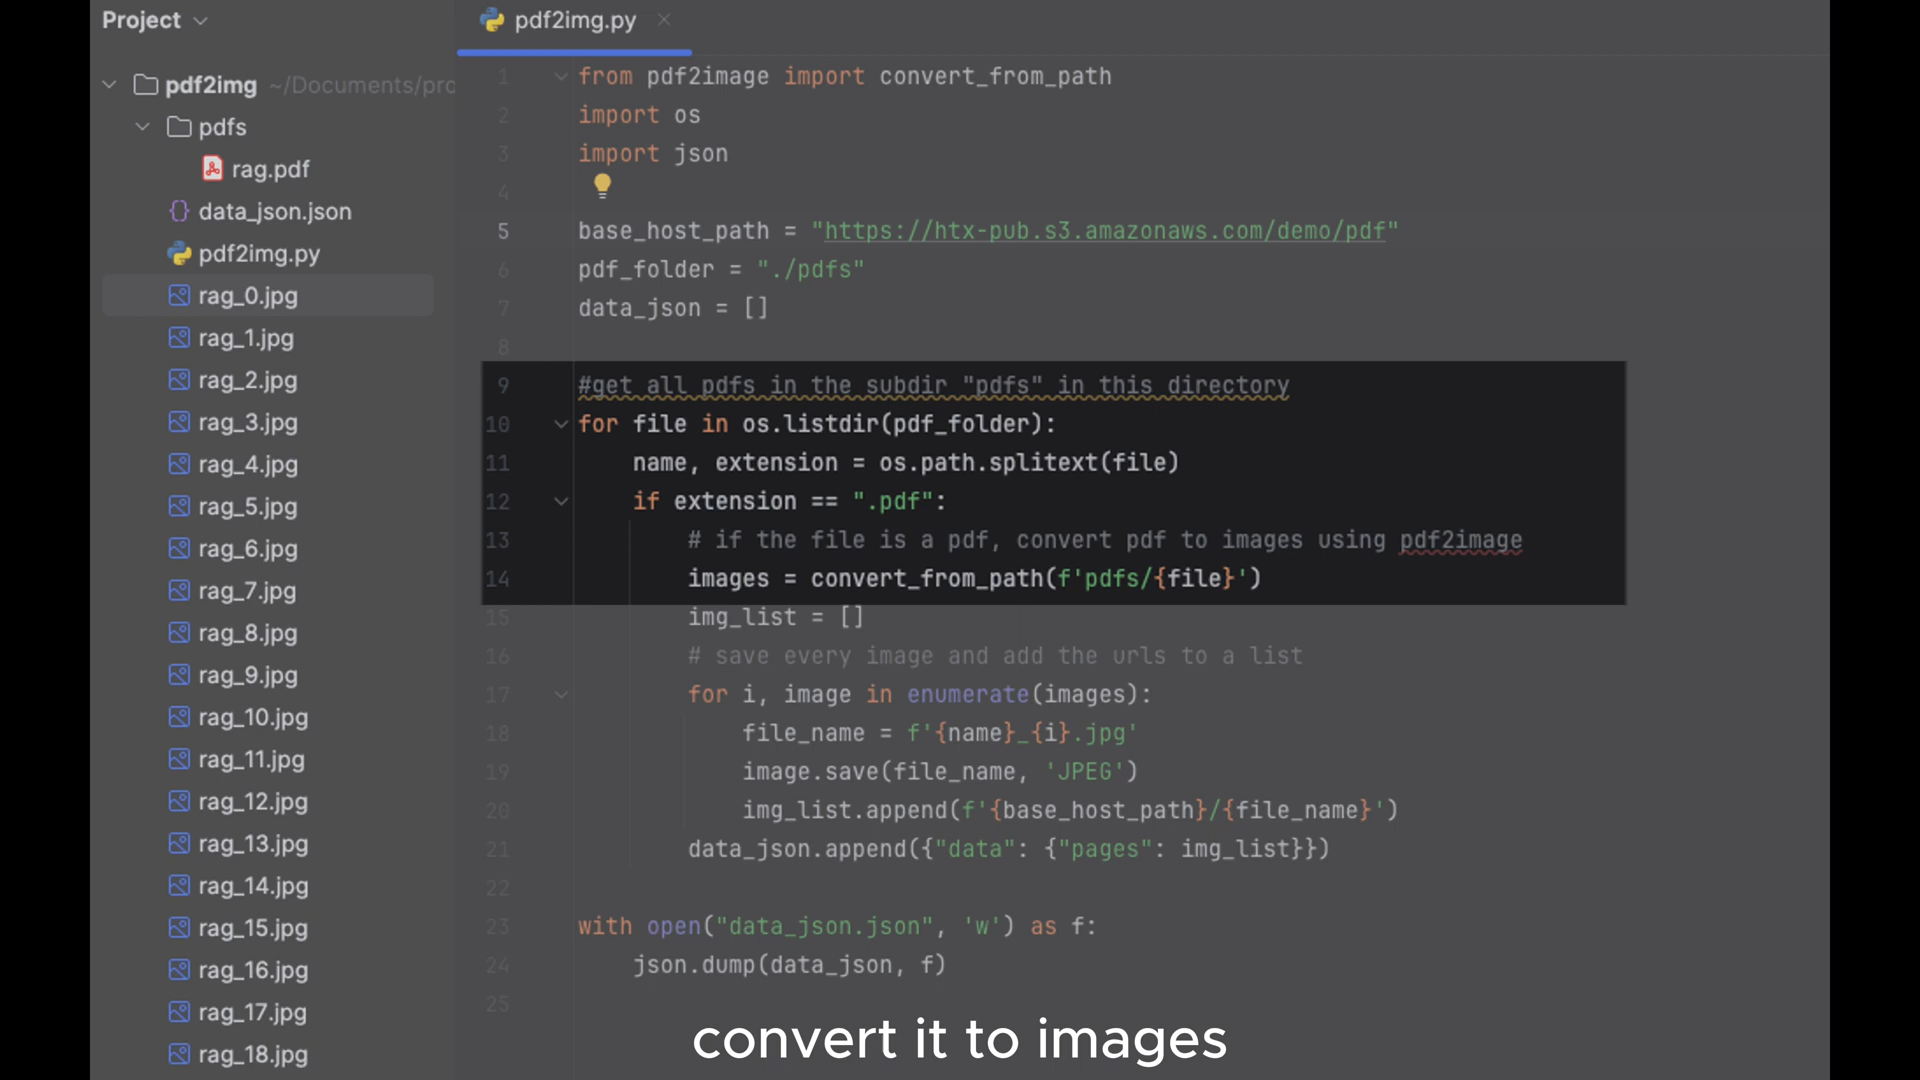 Project
pdf2img ~/Documents/pro
pdfs
rag.pdf
data_json.json
pdf2img.py
rag_0.jpg
rag_1.jpg
rag_2.jpg
rag_3.jpg
rag_4.jpg
rag_5.jpg
rag_6.jpg
rag_7.jpg
rag_8.jpg
rag_9.jpg
rag_10.jpg
rag_11.jpg
rag_12.jpg
rag_13.jpg
rag_14.jpg
rag_15.jpg
rag_16.jpg
rag_17.jpg
rag_18.jpg
pdf2img.py
1 from pdf2image import convert_from_path
2 import os
3 import json
4
5 base_host_path = "https://htx-pub.s3.amazonaws.com/demo/pdf"
6 pdf_folder = "./pdfs"
7 data_json = []
8
9 #get all pdfs in the subdir "pdfs" in this directory
10 for file in os.listdir(pdf_folder):
11 name, extension = os.path.splitext(file)
12 if extension == ".pdf":
13 # if the file is a pdf, convert pdf to images using pdf2image
14 images = convert_from_path(f'pdfs/{file}')
15 img_list = []
16 # save every image and add the urls to a list
17 for i, image in enumerate(images):
18 file_name = f'{name}_{i}.jpg'
19 image.save(file_name, 'JPEG')
20 img_list.append(f'{base_host_path}/{file_name}')
21 data_json.append({"data": {"pages": img_list}})
22
23 with open("data_json.json", 'w') as f:
24 json.dump(data_json, f)
25
convert it to images